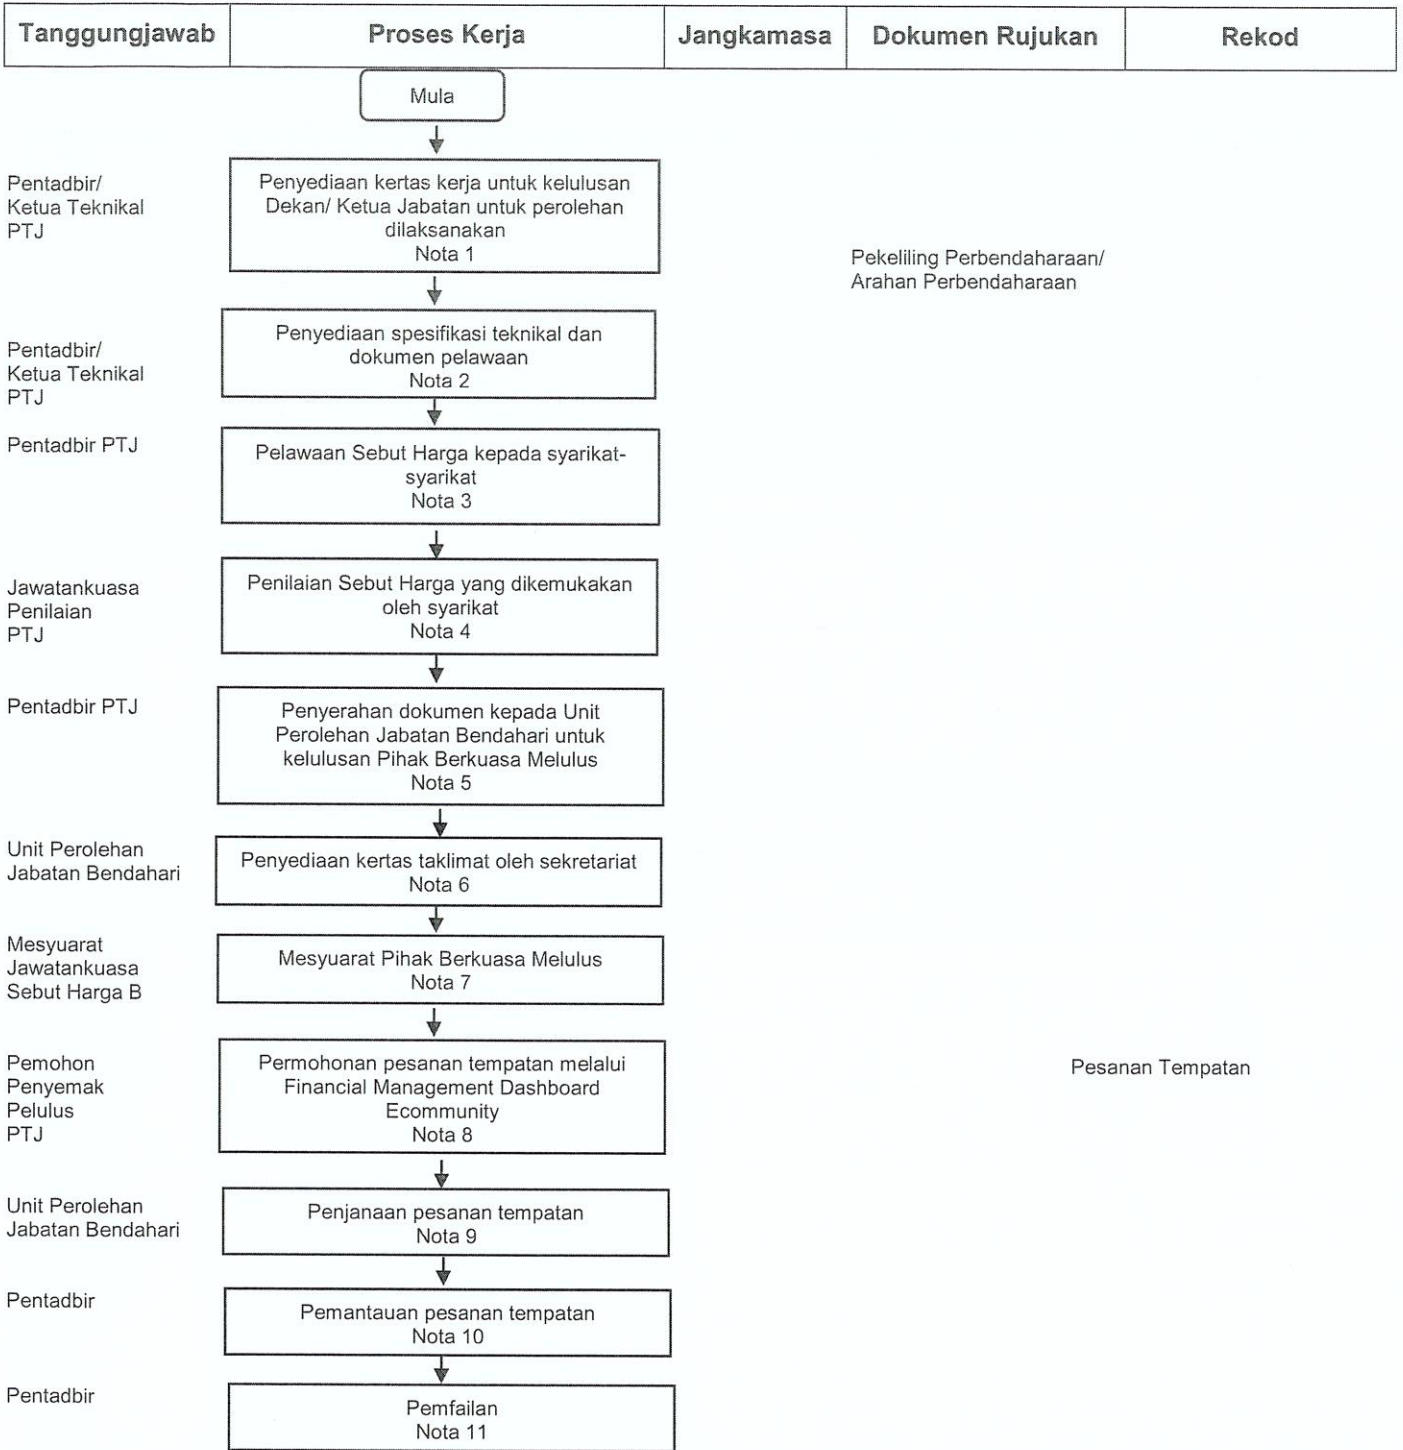 Tanggungjawab
Proses Kerja
Jangkamasa
Dokumen Rujukan
Rekod
Mula
Pentadbir/
Ketua Teknikal
PTJ
Penyediaan kertas kerja untuk kelulusan
Dekan/ Ketua Jabatan untuk perolehan
dilaksanakan
Nota 1
Pekeliling Perbendaharaan/
Arahan Perbendaharaan
Pentadbir/
Ketua Teknikal
PTJ
Penyediaan spesifikasi teknikal dan
dokumen pelawaan
Nota 2
Pentadbir PTJ
Pelawaan Sebut Harga kepada syarikat-
syarikat
Nota 3
Jawatankuasa
Penilaian
PTJ
Penilaian Sebut Harga yang dikemukakan
oleh syarikat
Nota 4
Pentadbir PTJ
Penyerahan dokumen kepada Unit
Perolehan Jabatan Bendahari untuk
kelulusan Pihak Berkuasa Melulus
Nota 5
Unit Perolehan
Jabatan Bendahari
Penyediaan kertas taklimat oleh sekretariat
Nota 6
Mesyuarat
Jawatankuasa
Sebut Harga B
Mesyuarat Pihak Berkuasa Melulus
Nota 7
Pemohon
Penyemak
Pelulus
PTJ
Permohonan pesanan tempatan melalui
Financial Management Dashboard
Ecommunity
Nota 8
Pesanan Tempatan
Unit Perolehan
Jabatan Bendahari
Penjanaan pesanan tempatan
Nota 9
Pentadbir
Pemantauan pesanan tempatan
Nota 10
Pentadbir
Pemfailan
Nota 11